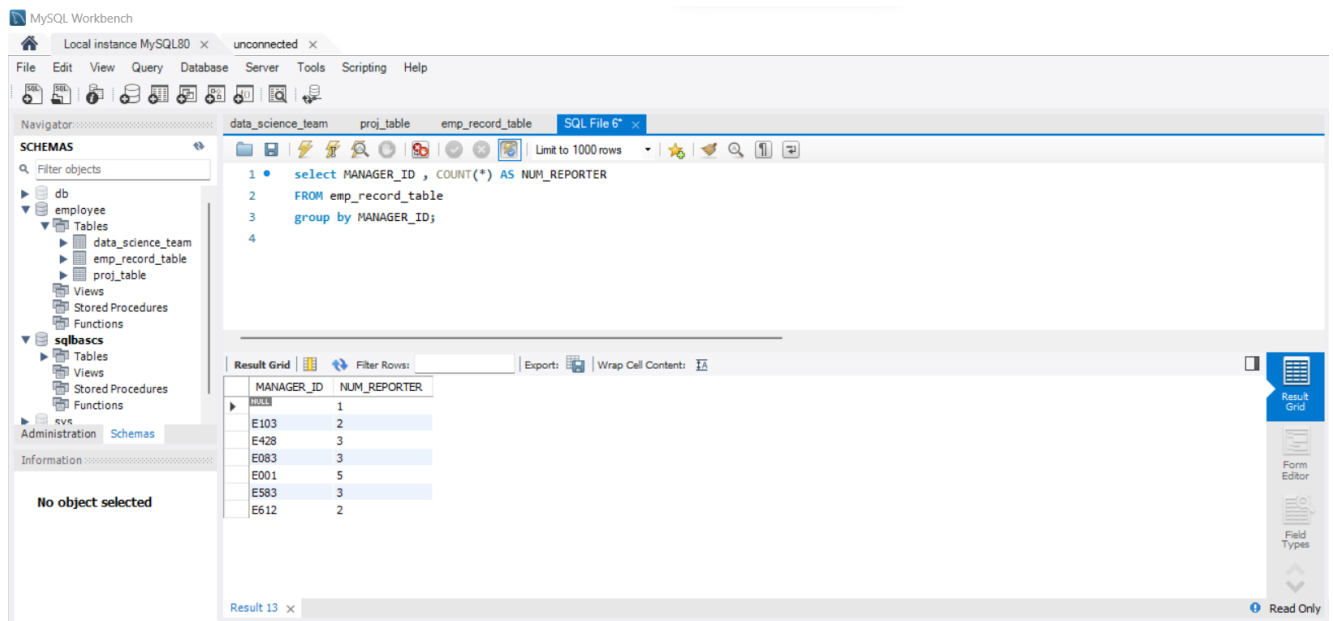 MySQL Workbench
Local instance MySQL80 ×
unconnected ×
File Edit View Query Database Server Tools Scripting Help
Navigator
SCHEMAS
Filter objects
db
employee
Tables
data_science_team
emp_record_table
proj_table
Views
Stored Procedures
Functions
sqlbascs
Tables
Views
Stored Procedures
Functions
sys
Administration Schemas
Information
No object selected
data_science_team proj_table emp_record_table SQL File 6* ×
Limit to 1000 rows
1 select MANAGER_ID , COUNT(*) AS NUM_REPORTER
2 FROM emp_record_table
3 group by MANAGER_ID;
4
Result Grid Filter Rows: Export: Wrap Cell Content:
MANAGER_ID NUM_REPORTER
NULL 1
E103 2
E428 3
E083 3
E001 5
E583 3
E612 2
Result
Grid
Form
Editor
Field
Types
Result 13 ×
Read Only